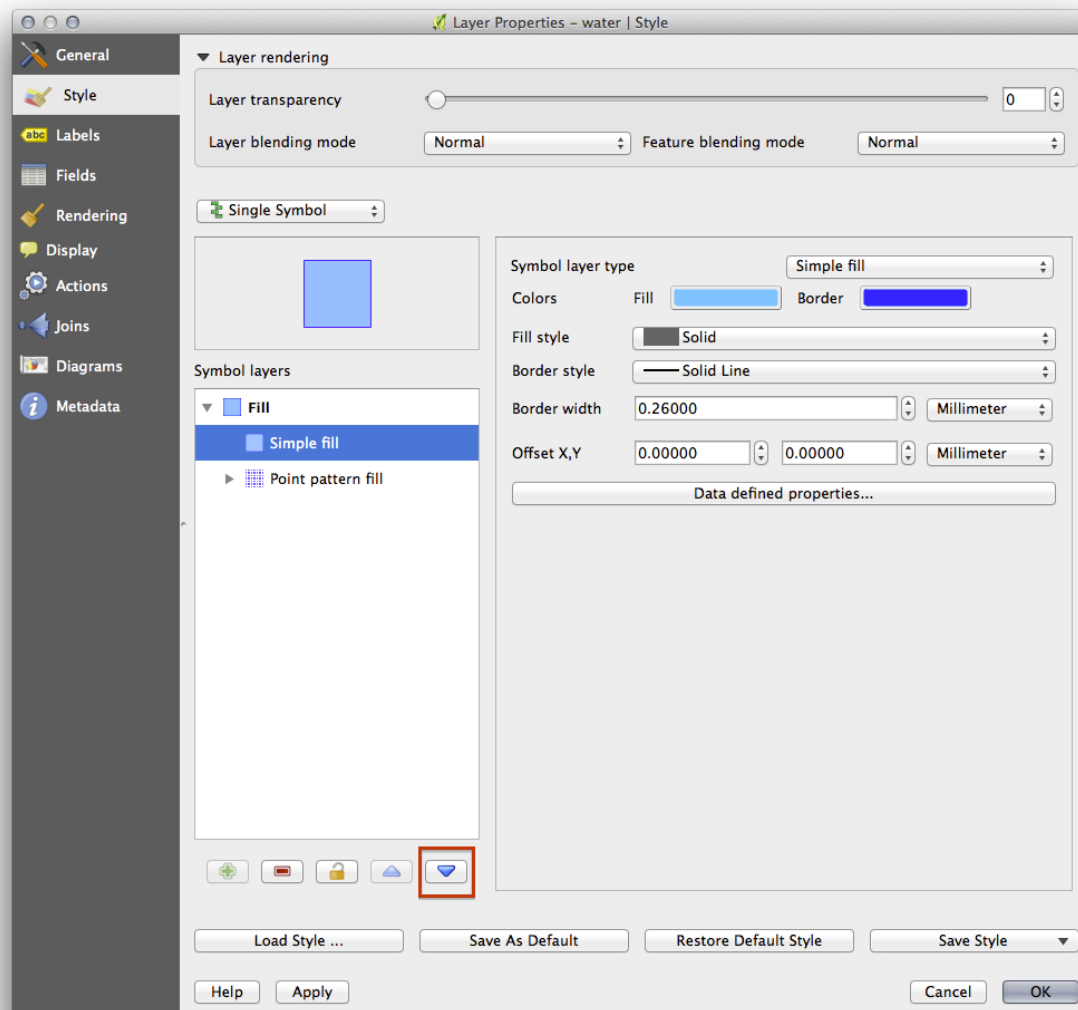 Layer Properties - water | Style
General
Style
abc Labels
Fields
Rendering
Display
Actions
Joins
Diagrams
Metadata
Layer rendering
Layer transparency 0
Layer blending mode Normal Feature blending mode Normal
Single Symbol
Symbol layers
Fill
Simple fill
Point pattern fill
Symbol layer type Simple fill
Colors Fill Border
Fill style Solid
Border style Solid Line
Border width 0.26000 Millimeter
Offset X,Y 0.00000 0.00000 Millimeter
Data defined properties...
Load Style ... Save As Default Restore Default Style Save Style
Help Apply Cancel OK